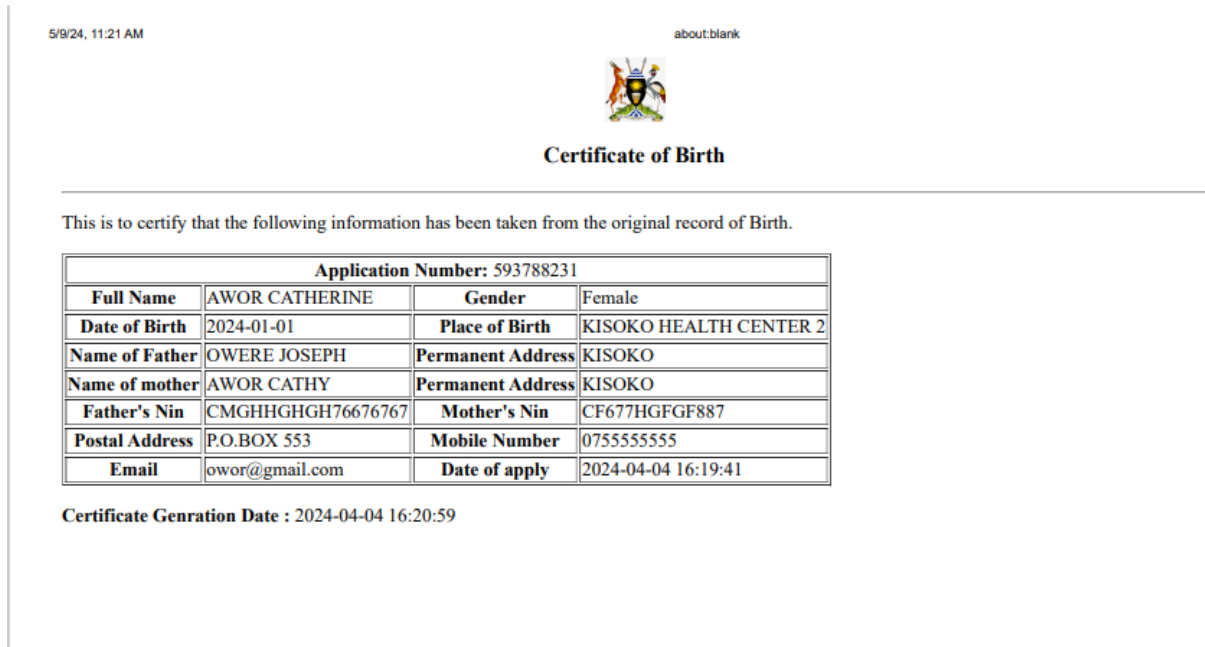 5/9/24, 11:21 AM about:blank
Certificate of Birth
This is to certify that the following information has been taken from the original record of Birth.
Application Number: 593788231
Full Name AWOR CATHERINE Gender Female
Date of Birth 2024-01-01 Place of Birth KISOKO HEALTH CENTER 2
Name of Father OWERE JOSEPH Permanent Address KISOKO
Name of mother AWOR CATHY Permanent Address KISOKO
Father's Nin CMGHHGHGH76676767 Mother's Nin CF677HGFGF887
Postal Address P.O.BOX 553 Mobile Number 0755555555
Email owor@gmail.com Date of apply 2024-04-04 16:19:41
Certificate Genration Date : 2024-04-04 16:20:59